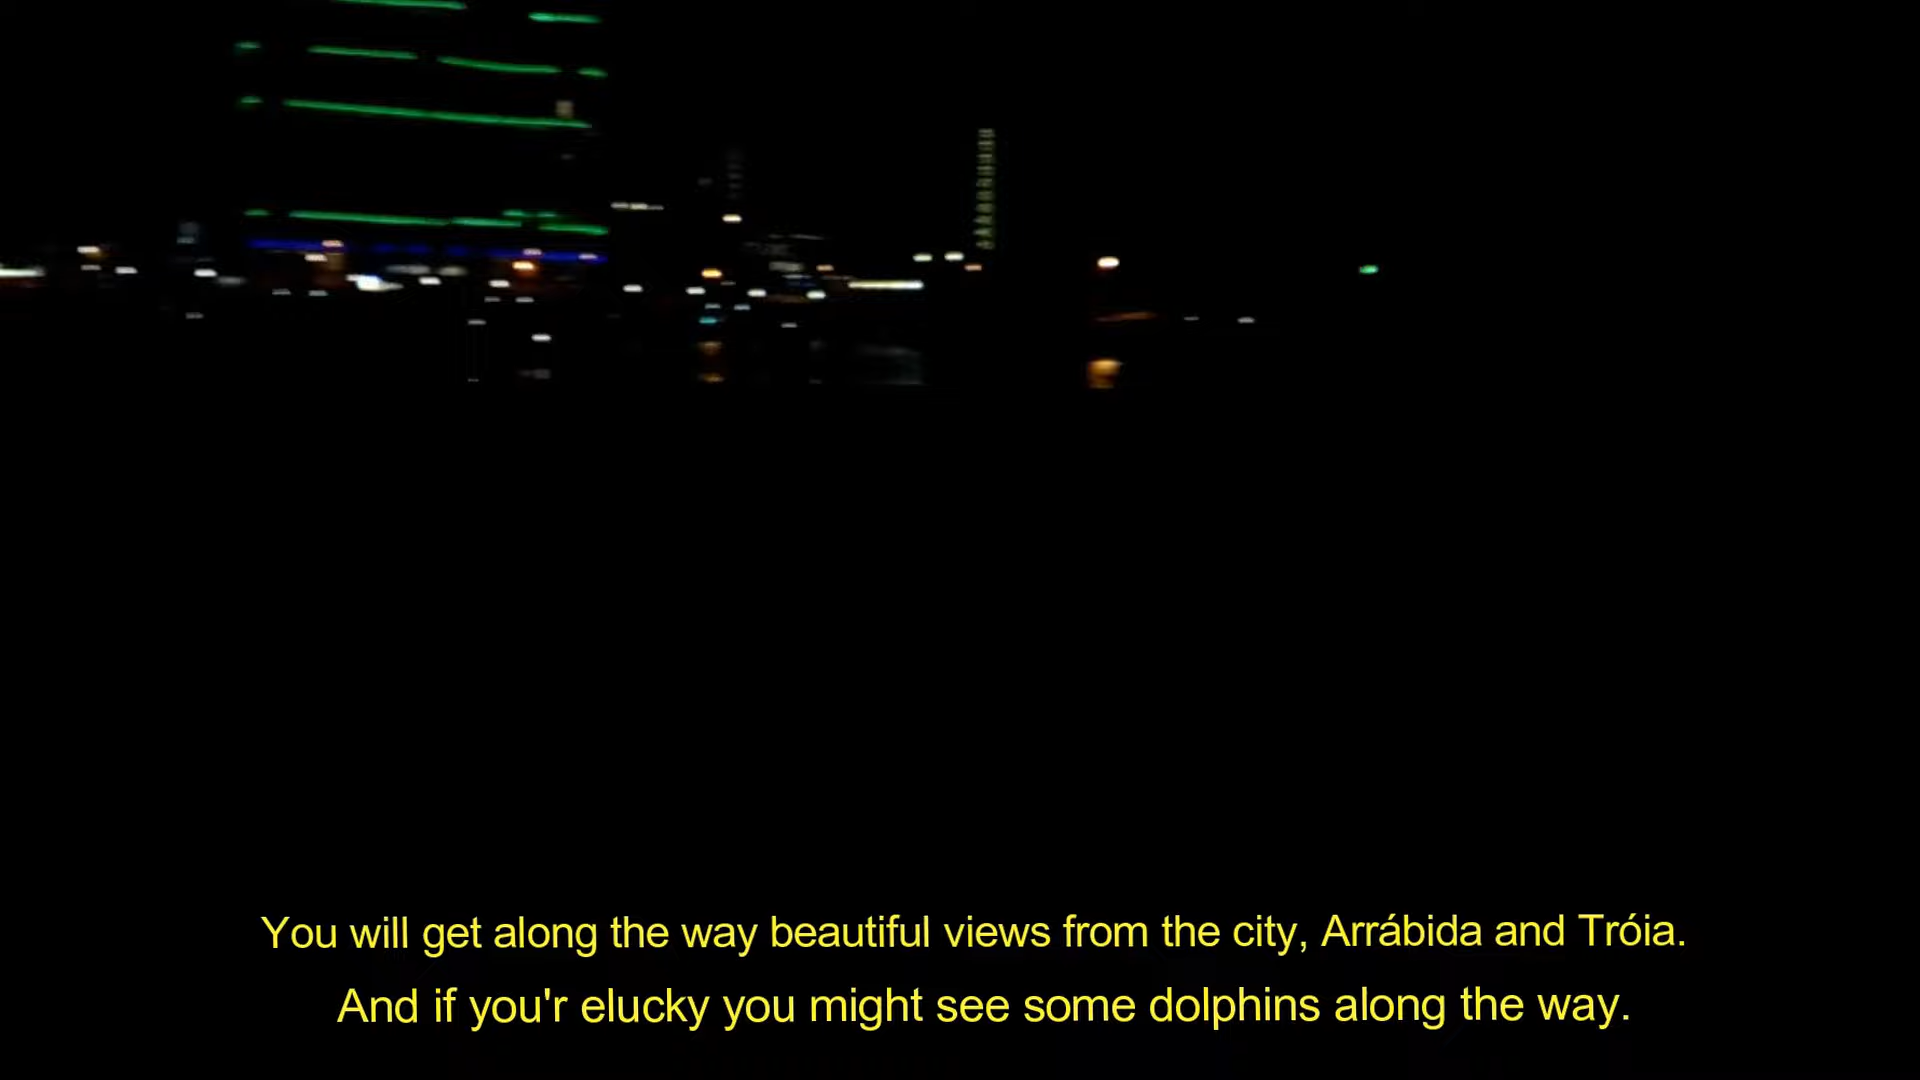 You will get along the way beautiful views from the city, Arrábida and Tróia.
And if you'r elucky you might see some dolphins along the way.